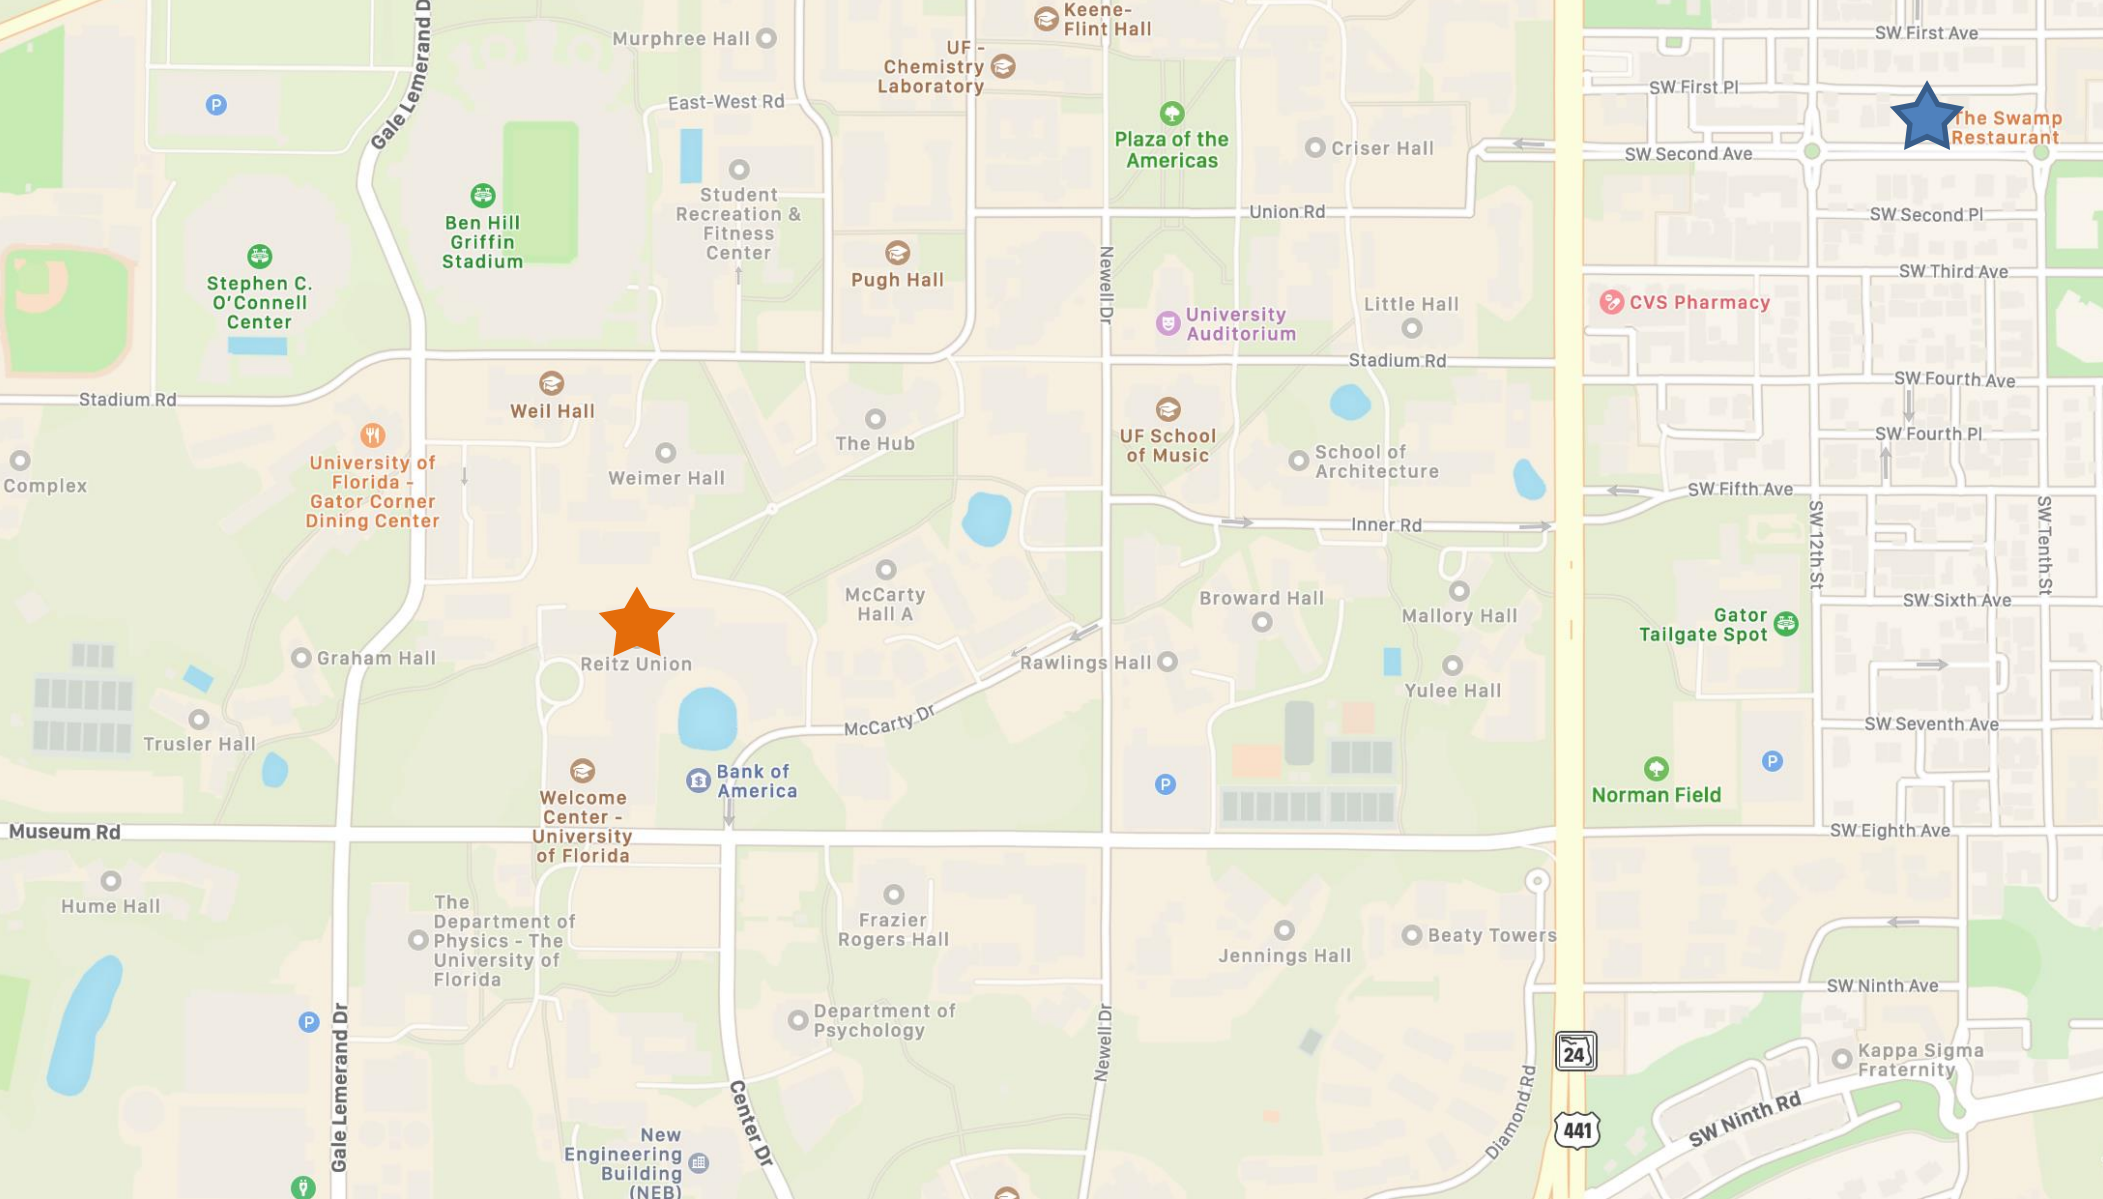 Keene-
Flint Hall
Murphree Hall
UF -
Chemistry
Laboratory
Gale Lemerand D
East-West Rd
P
Plaza of the
Americas
Criser Hall
SW First Ave
SW First Pl
The Swamp
Restaurant
SW Second Ave
Student
Recreation &
Fitness
Center
Ben Hill
Griffin
Stadium
Union Rd
SW Second Pl
Pugh Hall
Newell Dr
SW Third Ave
Stephen C.
O'Connell
Center
University
Auditorium
Little Hall
CVS Pharmacy
Stadium Rd
Stadium Rd
SW Fourth Ave
Weil Hall
The Hub
UF School
of Music
School of
Architecture
SW Fourth Pl
University of
Florida -
Gator Corner
Dining Center
Complex
Weimer Hall
SW Fifth Ave
Inner Rd
SW 12th St
SW Tenth St
McCarty
Hall A
Broward Hall
Mallory Hall
SW Sixth Ave
Gator
Tailgate Spot
Graham Hall
Reitz Union
Rawlings Hall
Yulee Hall
McCarty Dr
SW Seventh Ave
Trusler Hall
Bank of
America
$
P
P
Norman Field
Welcome
Center -
University
of Florida
Museum Rd
SW Eighth Ave
Hume Hall
The
Department of
Physics - The
University of
Florida
Frazier
Rogers Hall
Jennings Hall
Beaty Towers
SW Ninth Ave
P
Gale Lemerand Dr
Department of
Psychology
Newell Dr
24
Kappa Sigma
Fraternity
Diamond Rd
441
SW Ninth Rd
Center Dr
New
Engineering
Building
(NEB)